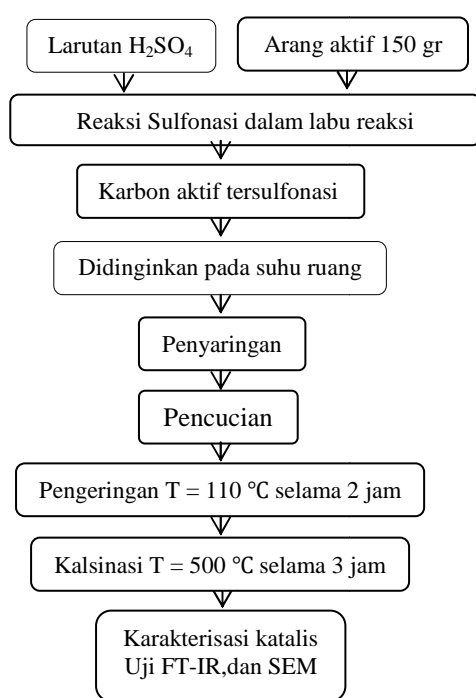 Larutan H₂SO₄
Arang aktif 150 gr
Reaksi Sulfonasi dalam labu reaksi
Karbon aktif tersulfonasi
Didinginkan pada suhu ruang
Penyaringan
Pencucian
Pengeringan T = 110 ℃ selama 2 jam
Kalsinasi T = 500 ℃ selama 3 jam
Karakterisasi katalis
Uji FT-IR,dan SEM